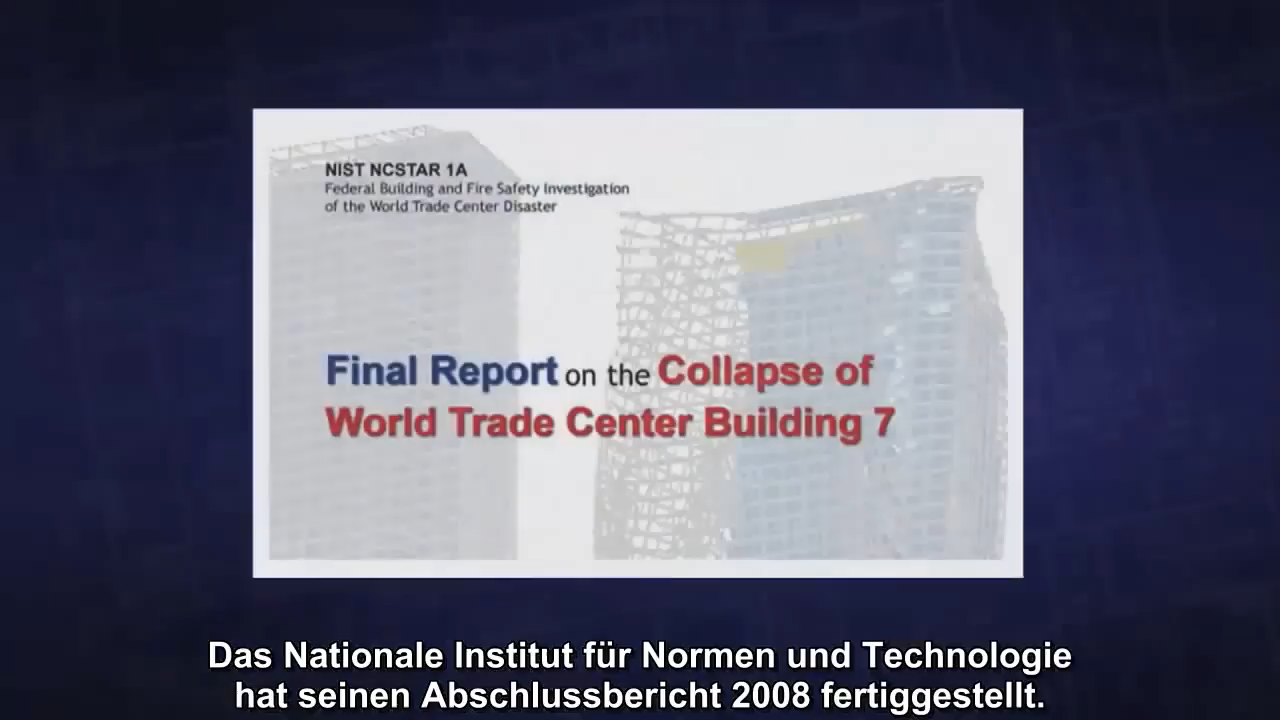 NIST NCSTAR 1A
Federal Building and Fire Safety Investigation
of the World Trade Center Disaster
Final Report on the Collapse of
World Trade Center Building 7
Das Nationale Institut für Normen und Technologie
hat seinen Abschlussbericht 2008 fertiggestellt.